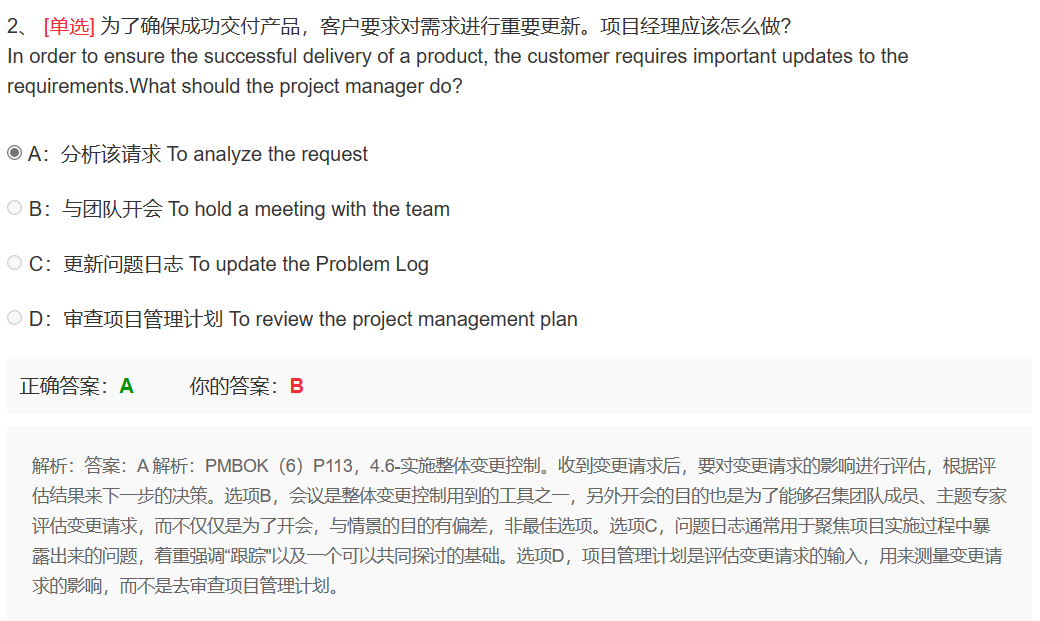 2、 [单选] 为了确保成功交付产品，客户要求对需求进行重要更新。项目经理应该怎么做?
In order to ensure the successful delivery of a product, the customer requires important updates to the
requirements.What should the project manager do?
A：分析该请求 To analyze the request
B：与团队开会 To hold a meeting with the team
C：更新问题日志 To update the Problem Log
D：审查项目管理计划 To review the project management plan
正确答案：A 你的答案：B
解析：答案：A 解析：PMBOK（6）P113，4.6-实施整体变更控制。收到变更请求后，要对变更请求的影响进行评估，根据评
估结果来下一步的决策。选项B，会议是整体变更控制用到的工具之一，另外开会的目的也是为了能够召集团队成员、主题专家
评估变更请求，而不仅仅是为了开会，与情景的目的有偏差，非最佳选项。选项C，问题日志通常用于聚焦项目实施过程中暴
露出来的问题，着重强调“跟踪”以及一个可以共同探讨的基础。选项D，项目管理计划是评估变更请求的输入，用来测量变更请
求的影响，而不是去审查项目管理计划。